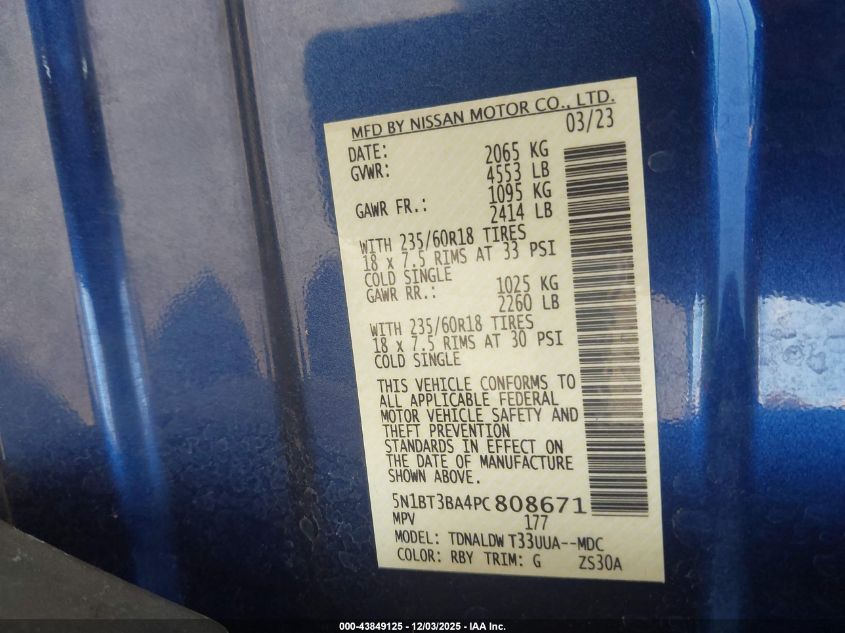 MFD BY NISSAN MOTOR CO., LTD.
DATE: 03/23
GVWR: 2065 KG
4553 LB
GAWR FR.: 1095 KG
2414 LB
WITH 235/60R18 TIRES
18 x 7.5 RIMS AT 33 PSI
COLD SINGLE
GAWR RR.: 1025 KG
2260 LB
WITH 235/60R18 TIRES
18 x 7.5 RIMS AT 30 PSI
COLD SINGLE
THIS VEHICLE CONFORMS TO
ALL APPLICABLE FEDERAL
MOTOR VEHICLE SAFETY AND
THEFT PREVENTION
STANDARDS IN EFFECT ON
THE DATE OF MANUFACTURE
SHOWN ABOVE.
5N1BT3BA4PC808671
MPV 177
MODEL: TDNALDW T33UUA--MDC
COLOR: RBY TRIM: G ZS30A
000-43849125 - 12/03/2025 - IAA Inc.